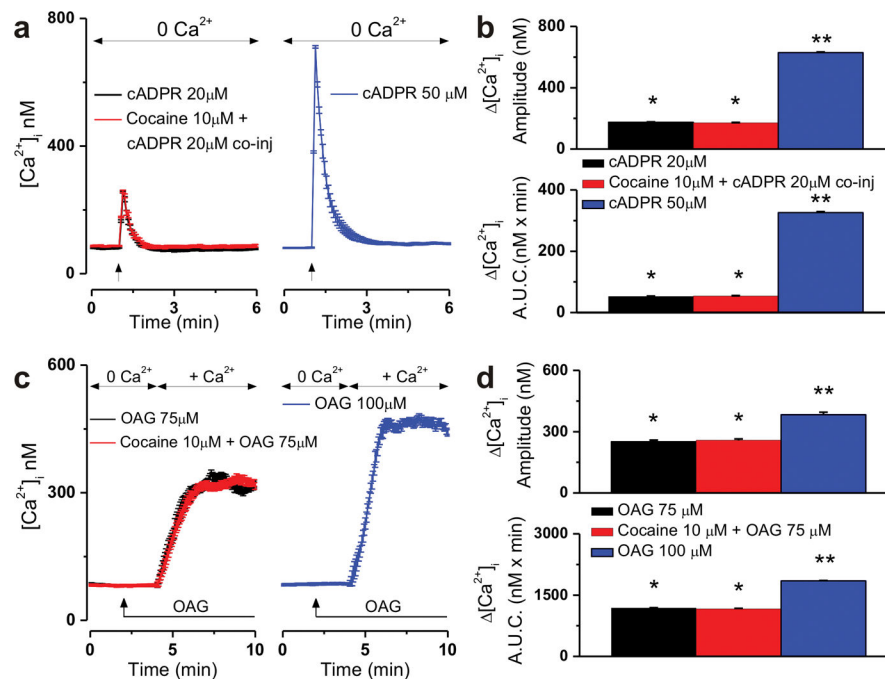 a
800
400
0
[Ca²⁺]ᵢ nM
0 Ca²⁺
cADPR 20μM
Cocaine 10μM +
cADPR 20μM co-inj
0 3 6
Time (min)
0 Ca²⁺
cADPR 50 μM
0 3 6
Time (min)
b
800
400
0
Δ[Ca²⁺]ᵢ
Amplitude (nM)
* * **
cADPR 20μM
Cocaine 10μM + cADPR 20μM co-inj
cADPR 50μM
400
200
0
Δ[Ca²⁺]ᵢ
A.U.C.(nM x min)
* * **
c
600
300
0
[Ca²⁺]ᵢ nM
0 Ca²⁺ + Ca²⁺
OAG 75μM
Cocaine 10μM + OAG 75μM
OAG
0 5 10
Time (min)
0 Ca²⁺ + Ca²⁺
OAG 100μM
OAG
0 5 10
Time (min)
d
600
300
0
Δ[Ca²⁺]ᵢ
Amplitude (nM)
* * **
OAG 75 μM
Cocaine 10 μM + OAG 75 μM
OAG 100 μM
3000
1500
0
Δ[Ca²⁺]ᵢ
A.U.C. (nM X min)
* * **